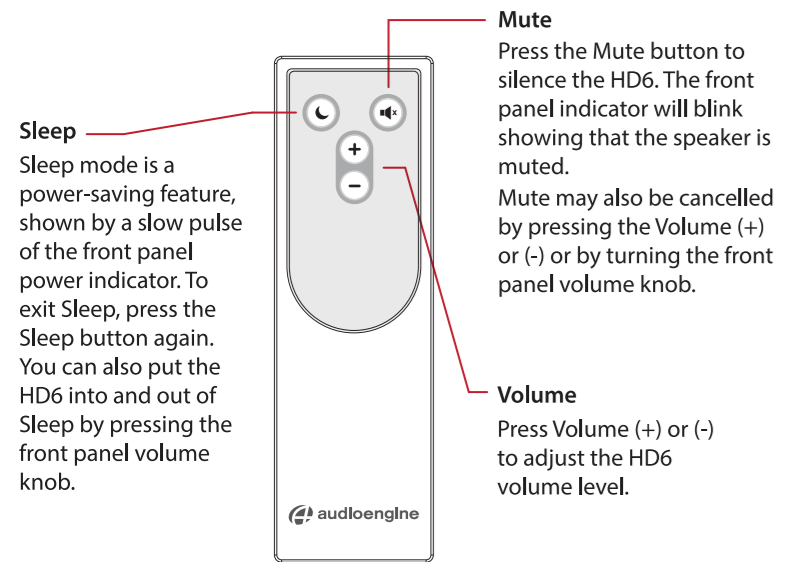 Mute
Press the Mute button to
silence the HD6. The front
panel indicator will blink
showing that the speaker is
muted.
Mute may also be cancelled
by pressing the Volume (+)
or (-) or by turning the front
panel volume knob.
Sleep
Sleep mode is a
power-saving feature,
shown by a slow pulse
of the front panel
power indicator. To
exit Sleep, press the
Sleep button again.
You can also put the
HD6 into and out of
Sleep by pressing the
front panel volume
knob.
+
-
Volume
Press Volume (+) or (-)
to adjust the HD6
volume level.
audioengine